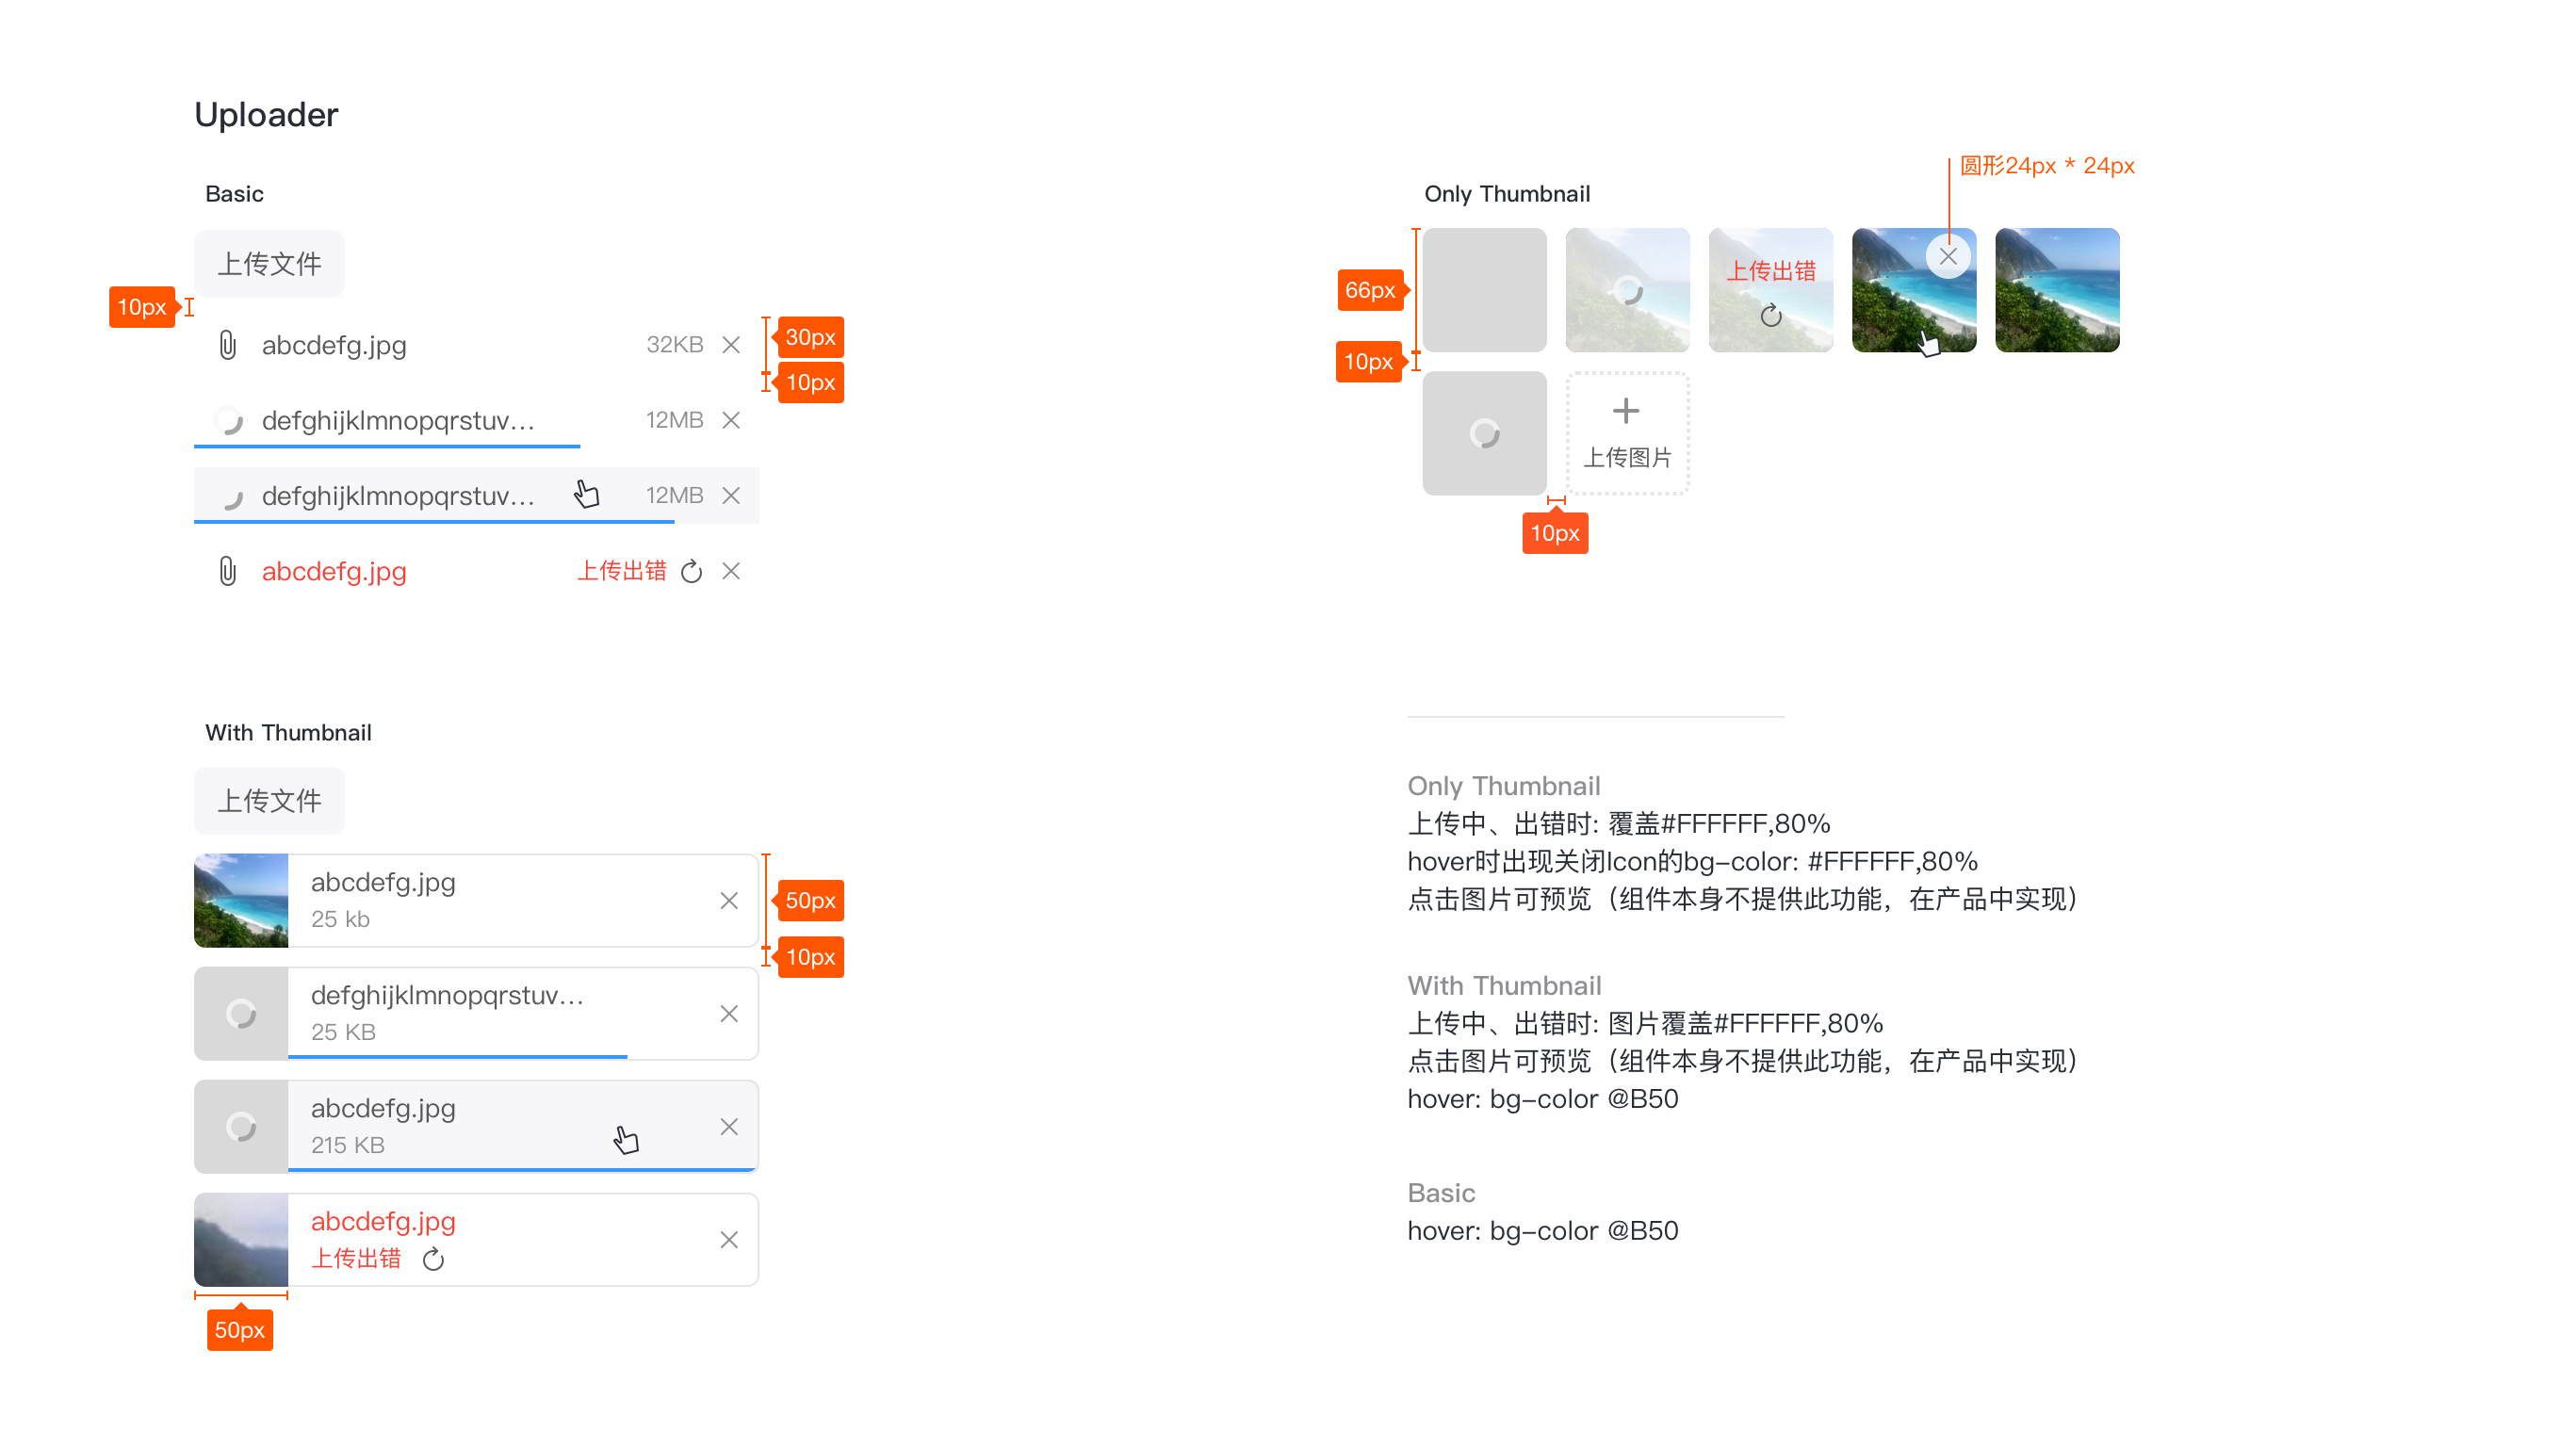 Uploader
Basic
上传文件
10px
abcdefg.jpg 32KB
30px
10px
defghijklmnopqrstuv... 12MB
defghijklmnopqrstuv... 12MB
abcdefg.jpg 上传出错
With Thumbnail
上传文件
abcdefg.jpg
25 kb
50px
10px
defghijklmnopqrstuv...
25 KB
abcdefg.jpg
215 KB
abcdefg.jpg
上传出错
50px
圆形24px * 24px
Only Thumbnail
66px
上传出错
10px
上传图片
10px
Only Thumbnail
上传中、出错时: 覆盖#FFFFFF,80%
hover时出现关闭Icon的bg-color: #FFFFFF,80%
点击图片可预览（组件本身不提供此功能，在产品中实现）
With Thumbnail
上传中、出错时: 图片覆盖#FFFFFF,80%
点击图片可预览（组件本身不提供此功能，在产品中实现）
hover: bg-color @B50
Basic
hover: bg-color @B50